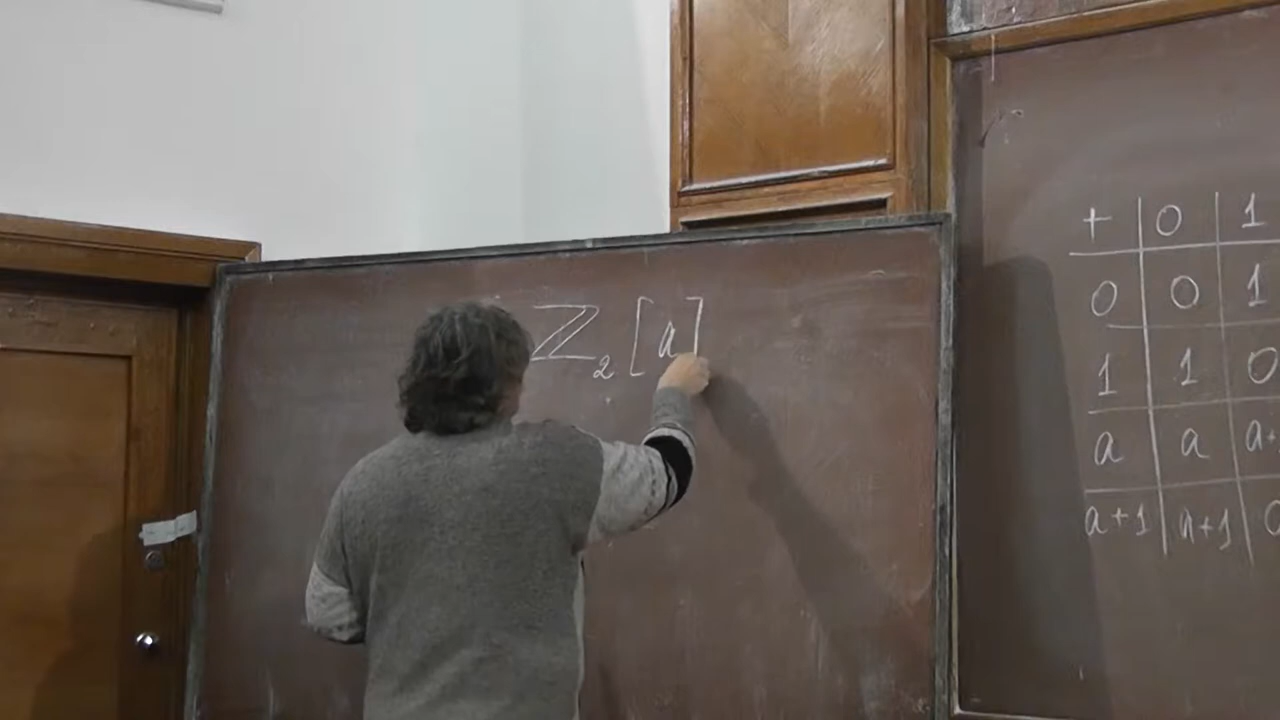 ℤ₂[a]
+ 0 1
0 0 1
1 1 0
a a a+
a+1 a+1